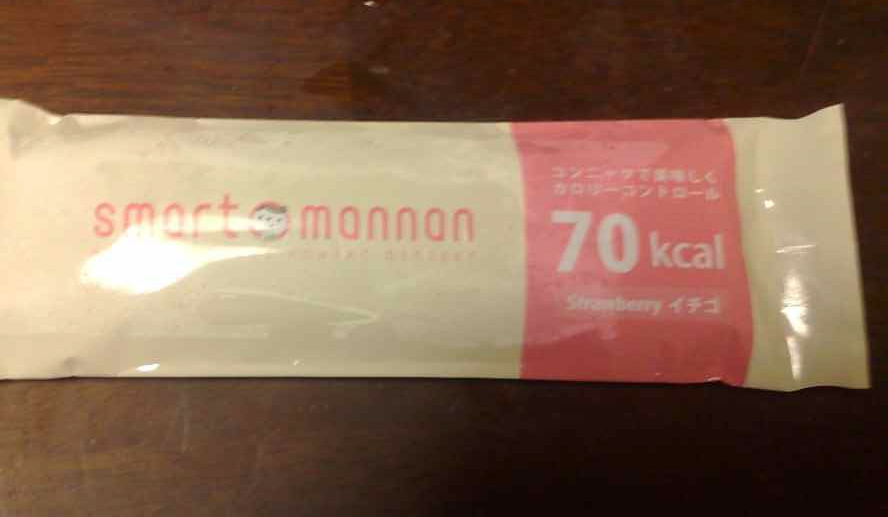 smart mannan
コンニャクで美味しく
カロリーコントロール
70 kcal
Strawberry イチゴ